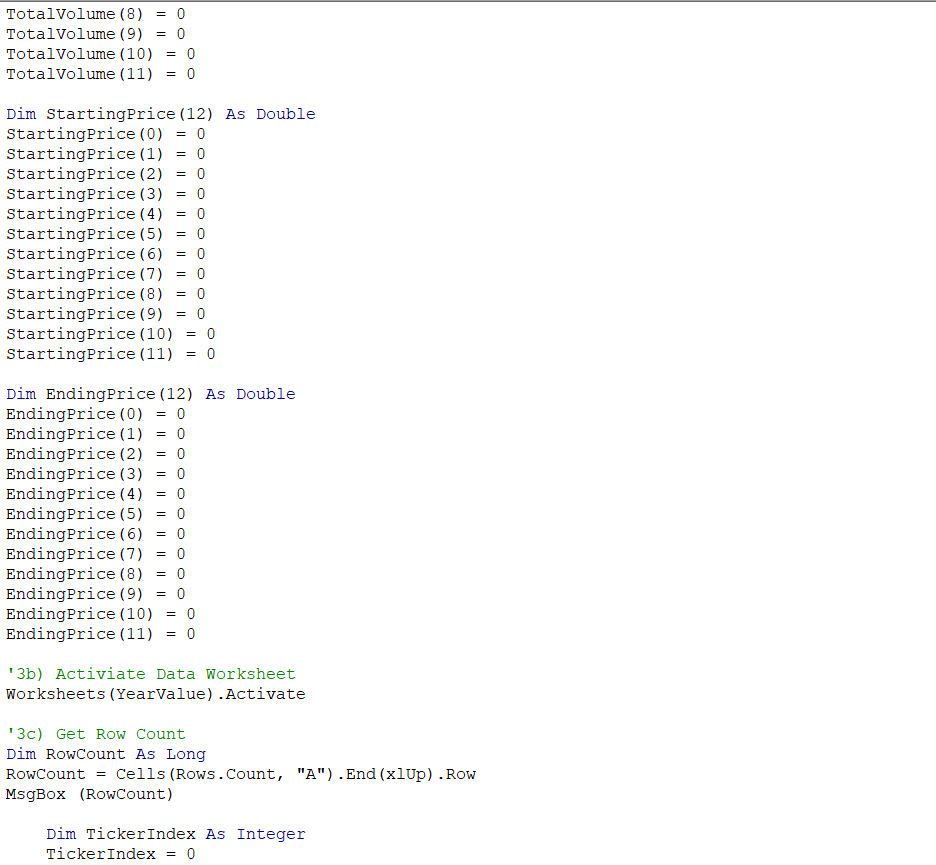 TotalVolume(8) = 0
TotalVolume(9) = 0
TotalVolume(10) = 0
TotalVolume(11) = 0
Dim StartingPrice(12) As Double
StartingPrice(0) = 0
StartingPrice(1) = 0
StartingPrice(2) = 0
StartingPrice(3) = 0
StartingPrice(4) = 0
StartingPrice(5) = 0
StartingPrice(6) = 0
StartingPrice(7) = 0
StartingPrice(8) = 0
StartingPrice(9) = 0
StartingPrice(10) = 0
StartingPrice(11) = 0
Dim EndingPrice(12) As Double
EndingPrice(0) = 0
EndingPrice(1) = 0
EndingPrice(2) = 0
EndingPrice(3) = 0
EndingPrice(4) = 0
EndingPrice(5) = 0
EndingPrice(6) = 0
EndingPrice(7) = 0
EndingPrice(8) = 0
EndingPrice(9) = 0
EndingPrice(10) = 0
EndingPrice(11) = 0
'3b) Activiate Data Worksheet
Worksheets(YearValue).Activate
'3c) Get Row Count
Dim RowCount As Long
RowCount = Cells(Rows.Count, "A").End(xlUp).Row
MsgBox (RowCount)
Dim TickerIndex As Integer
TickerIndex = 0